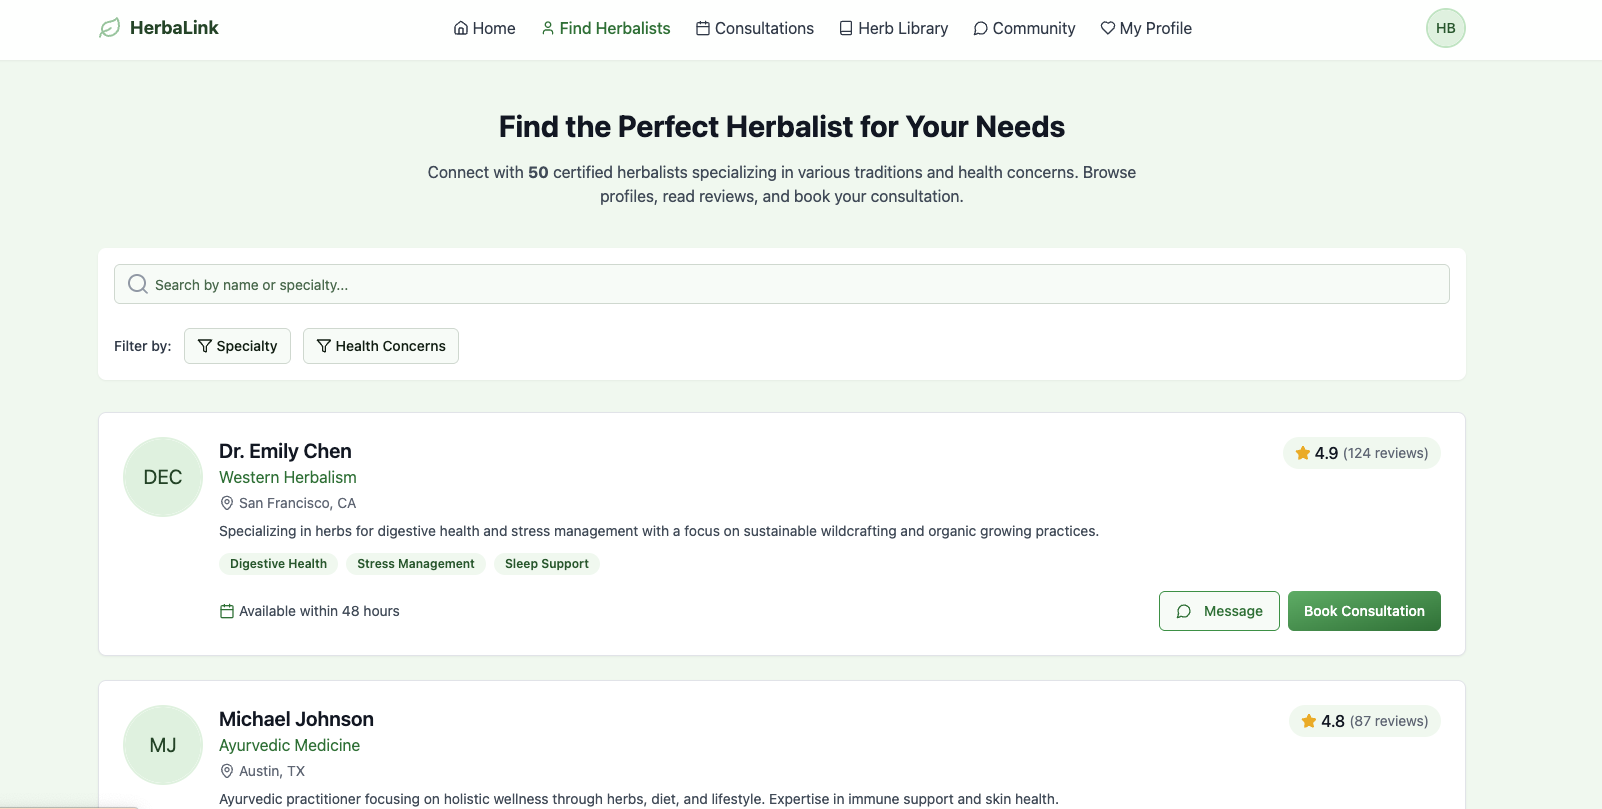 HerbaLink
Home
Find Herbalists
Consultations
Herb Library
Community
My Profile
HB
Find the Perfect Herbalist for Your Needs
Connect with 50 certified herbalists specializing in various traditions and health concerns. Browse
profiles, read reviews, and book your consultation.
Search by name or specialty...
Filter by:
Specialty
Health Concerns
DEC
Dr. Emily Chen
4.9 (124 reviews)
Western Herbalism
San Francisco, CA
Specializing in herbs for digestive health and stress management with a focus on sustainable wildcrafting and organic growing practices.
Digestive Health
Stress Management
Sleep Support
Available within 48 hours
Message
Book Consultation
MJ
Michael Johnson
4.8 (87 reviews)
Ayurvedic Medicine
Austin, TX
Ayurvedic practitioner focusing on holistic wellness through herbs, diet, and lifestyle. Expertise in immune support and skin health.